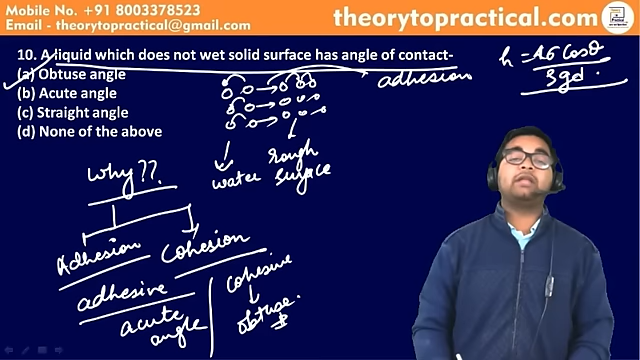 Mobile No. +91 8003378523
Email - theorytopractical@gmail.com
theorytopractical.com
10. A liquid which does not wet solid surface has angle of contact-
(a) Obtuse angle
(b) Acute angle
(c) Straight angle
(d) None of the above
adhesion
h = 4σ Cosθ
ρgd
water
rough
surface
Why??
Adhesion
Cohesion
adhesive
acute
angle
Cohesive
obtuse.